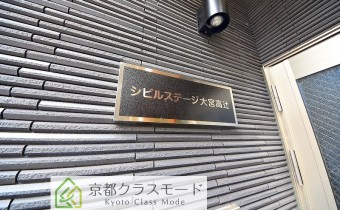 シビルステージ大宮高辻
京都クラスモード
Kyoto Class Mode